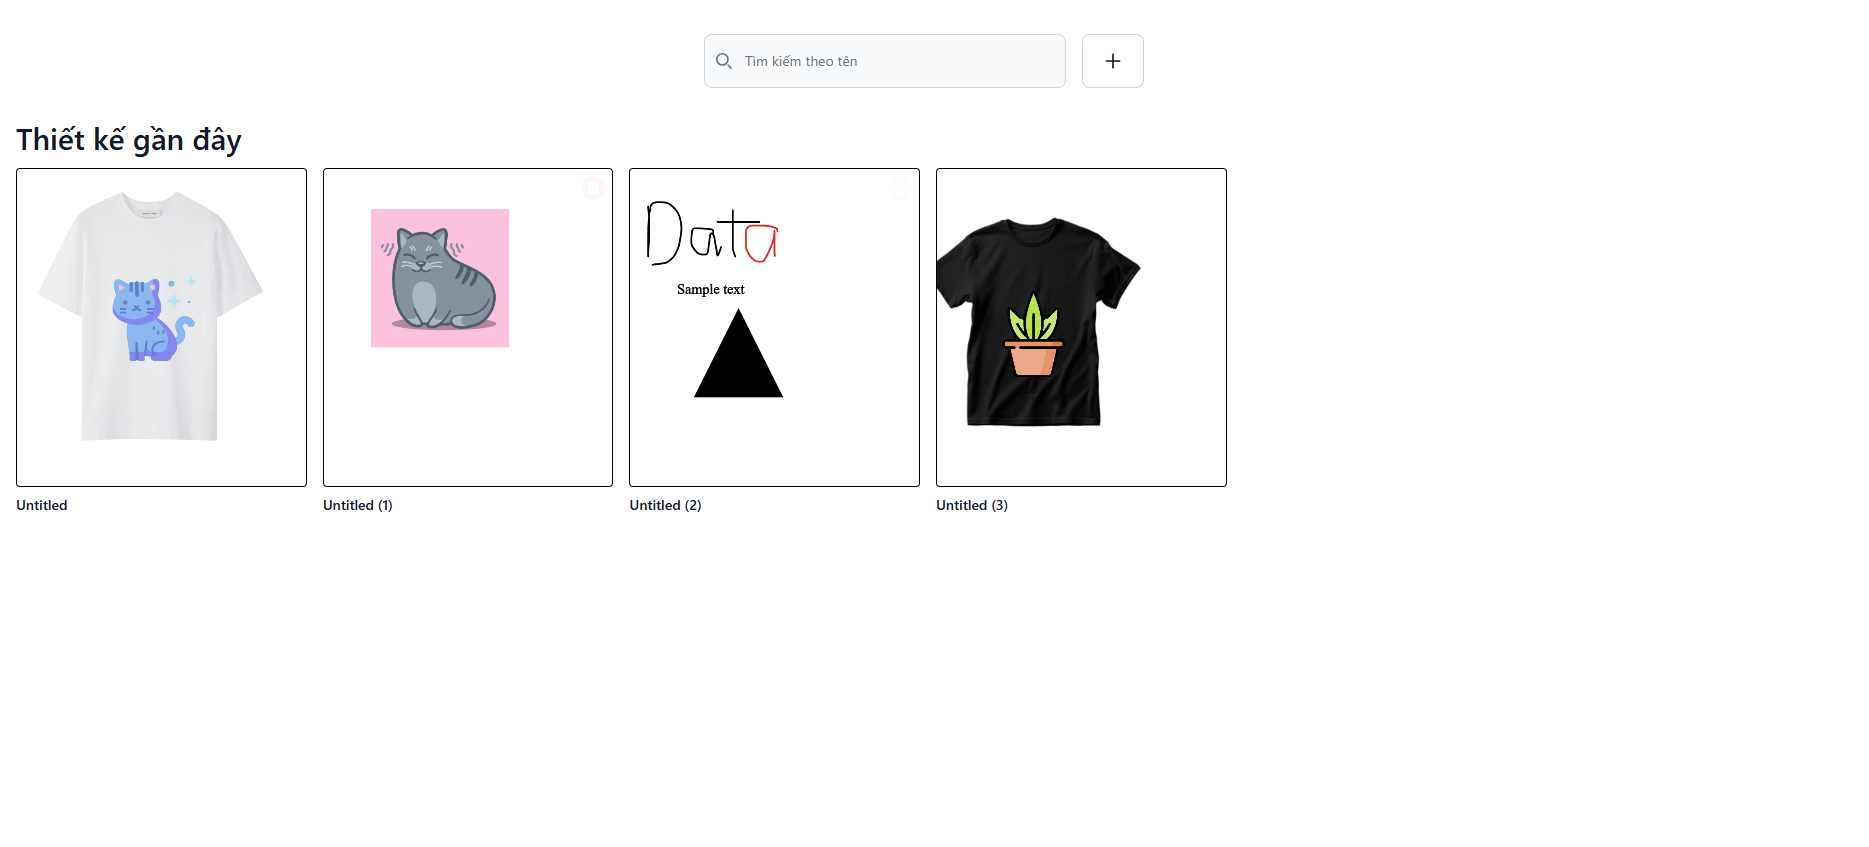 Tìm kiếm theo tên
Thiết kế gần đây
Data
Sample text
Untitled
Untitled (1)
Untitled (2)
Untitled (3)